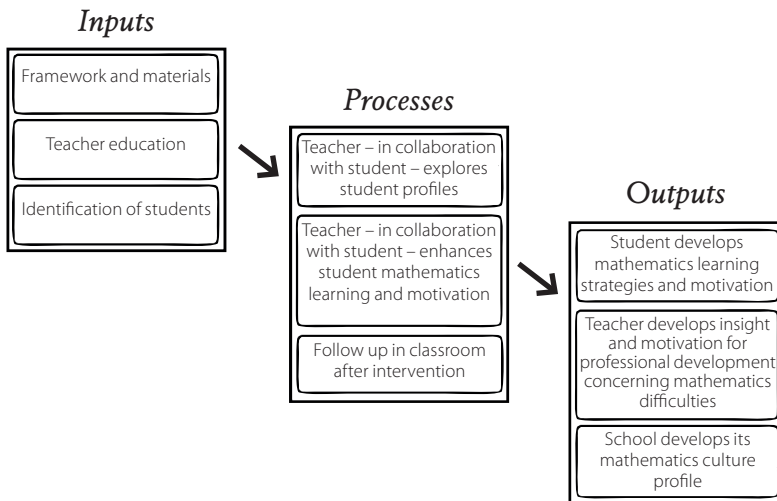 Inputs
Framework and materials
Teacher education
Identification of students
Processes
Teacher – in collaboration
with student – explores
student profiles
Teacher – in collaboration
with student – enhances
student mathematics
learning and motivation
Follow up in classroom
after intervention
Outputs
Student develops
mathematics learning
strategies and motivation
Teacher develops insight
and motivation for
professional development
concerning mathematics
difficulties
School develops its
mathematics culture
profile